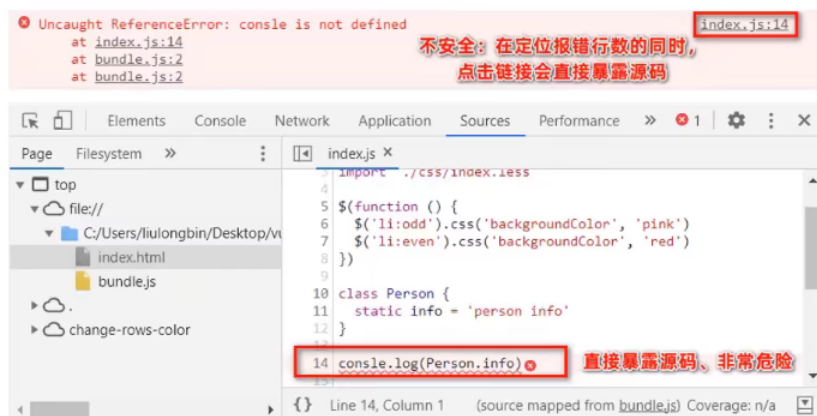 Uncaught ReferenceError: consle is not defined
index.js:14
at index.js:14
at bundle.js:2
at bundle.js:2
不安全：在定位报错行数的同时，
点击链接会直接暴露源码
Elements Console Network Application Sources Performance » 1
Page Filesystem »
index.js ×
top
file://
C:/Users/liulongbin/Desktop/vu
index.html
bundle.js
.
change-rows-color
3 import './css/index.less
4
5 $(function () {
6 $('li:odd').css('backgroundColor', 'pink')
7 $('li:even').css('backgroundColor', 'red')
8 })
9
10 class Person {
11 static info = 'person info'
12 }
13
14 consle.log(Person.info)
直接暴露源码、非常危险
15
{} Line 14, Column 1 (source mapped from bundle.js) Coverage: n/a